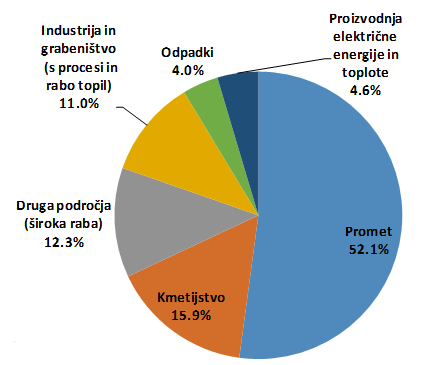 Industrija in
grabeništvo
(s procesi in
rabo topil)
11.0%
Odpadki
4.0%
Proizvodnja
električne
energije in
toplote
4.6%
Druga področja
(široka raba)
12.3%
Kmetijstvo
15.9%
Promet
52.1%